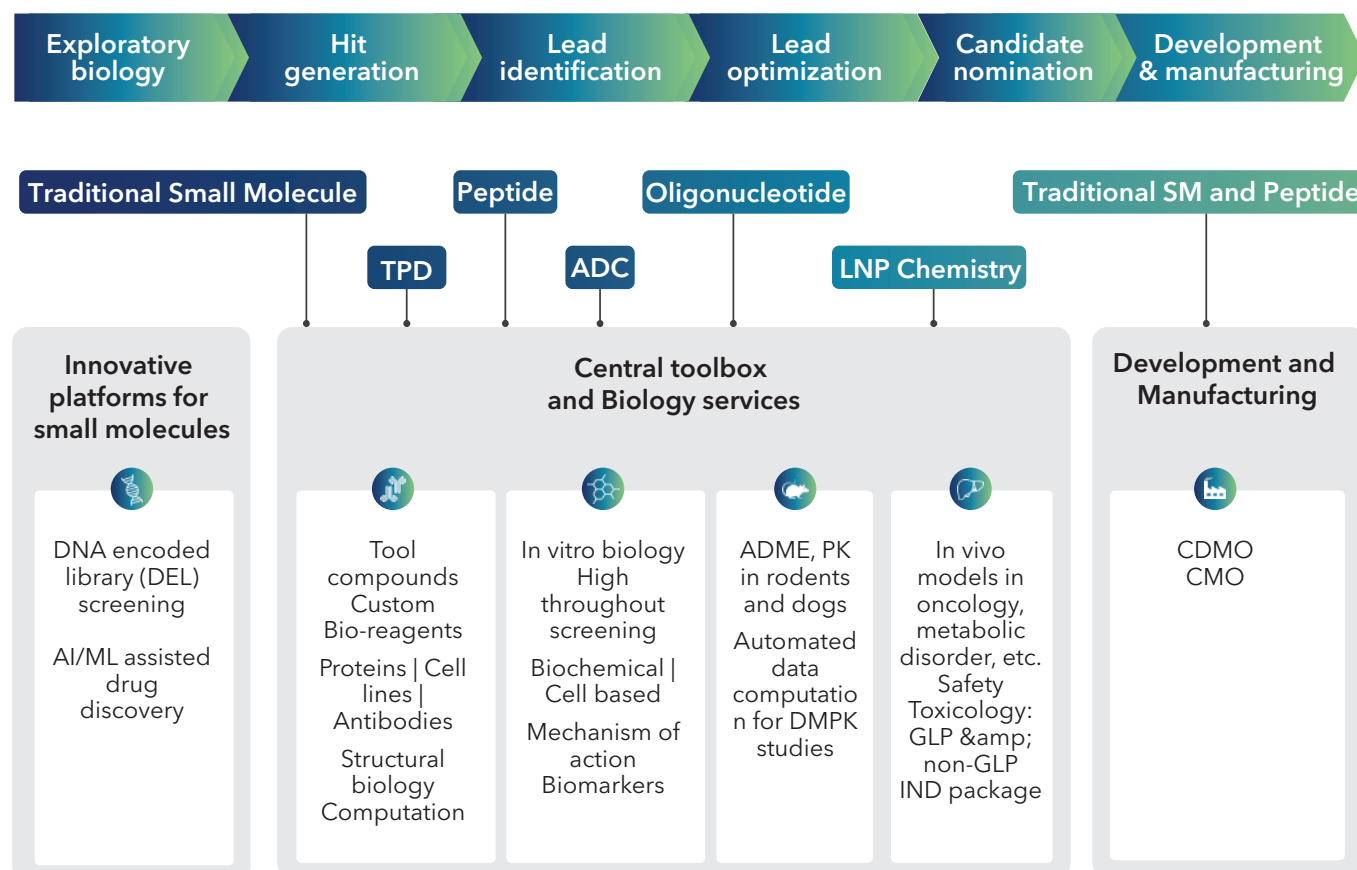 Exploratory
biology
Hit
generation
Lead
identification
Lead
optimization
Candidate
nomination
Development
& manufacturing
Traditional Small Molecule
Peptide
Oligonucleotide
Traditional SM and Peptide
TPD
ADC
LNP Chemistry
Innovative
platforms for
small molecules
DNA encoded
library (DEL)
screening
AI/ML assisted
drug
discovery
Central toolbox
and Biology services
Tool
compounds
Custom
Bio-reagents
Proteins | Cell
lines |
Antibodies
Structural
biology
Computation
In vitro biology
High
throughout
screening
Biochemical |
Cell based
Mechanism of
action
Biomarkers
ADME, PK
in rodents
and dogs
Automated
data
computatio
n for DMPK
studies
In vivo
models in
oncology,
metabolic
disorder, etc.
Safety
Toxicology:
GLP &amp;
non-GLP
IND package
Development and
Manufacturing
CDMO
CMO